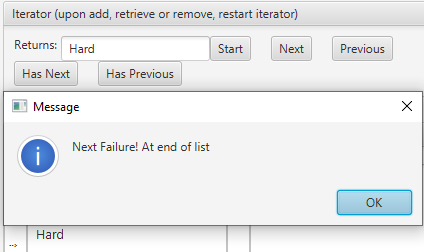 Iterator (upon add, retrieve or remove, restart iterator)
Returns: Hard Start Next Previous
Has Next Has Previous
Message
Next Failure! At end of list
OK
--> Hard